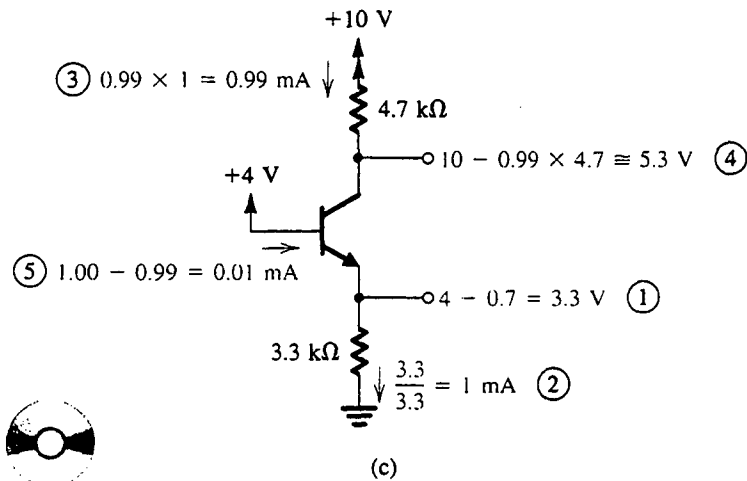 +10 V
③ 0.99 × 1 = 0.99 mA
4.7 kΩ
10 − 0.99 × 4.7 ≅ 5.3 V ④
+4 V
⑤ 1.00 − 0.99 = 0.01 mA
4 − 0.7 = 3.3 V ①
3.3 kΩ
3.3
3.3
= 1 mA ②
(c)